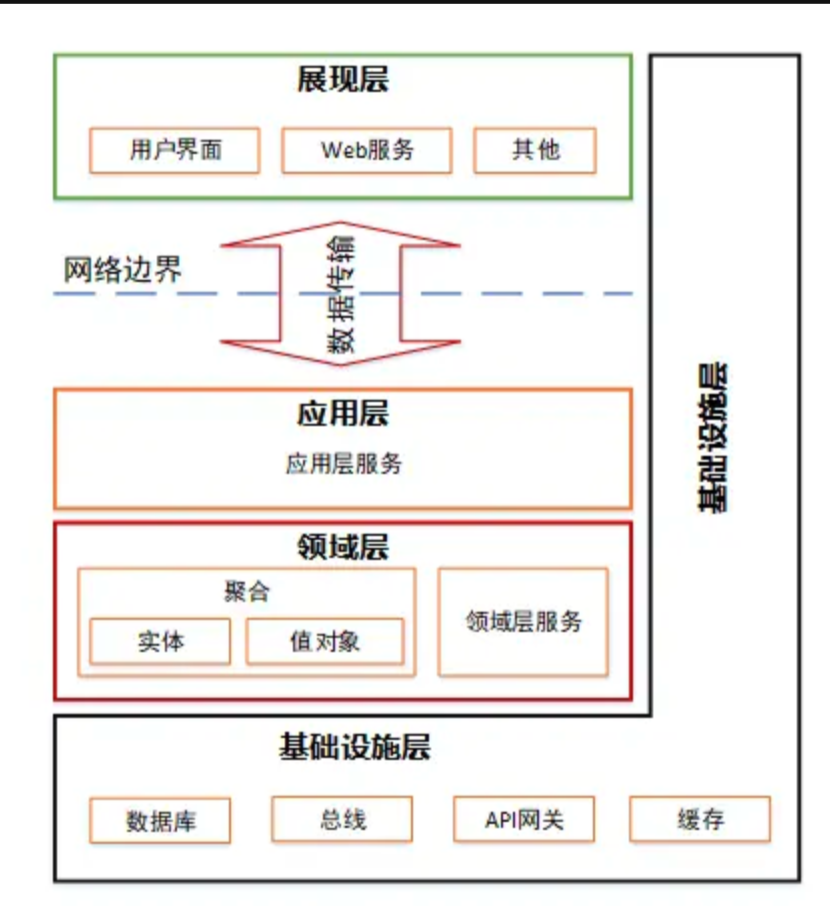 展现层
用户界面
Web服务
其他
网络边界
数据传输
应用层
应用层服务
领域层
聚合
实体
值对象
领域层服务
基础设施层
基础设施层
数据库
总线
API网关
缓存